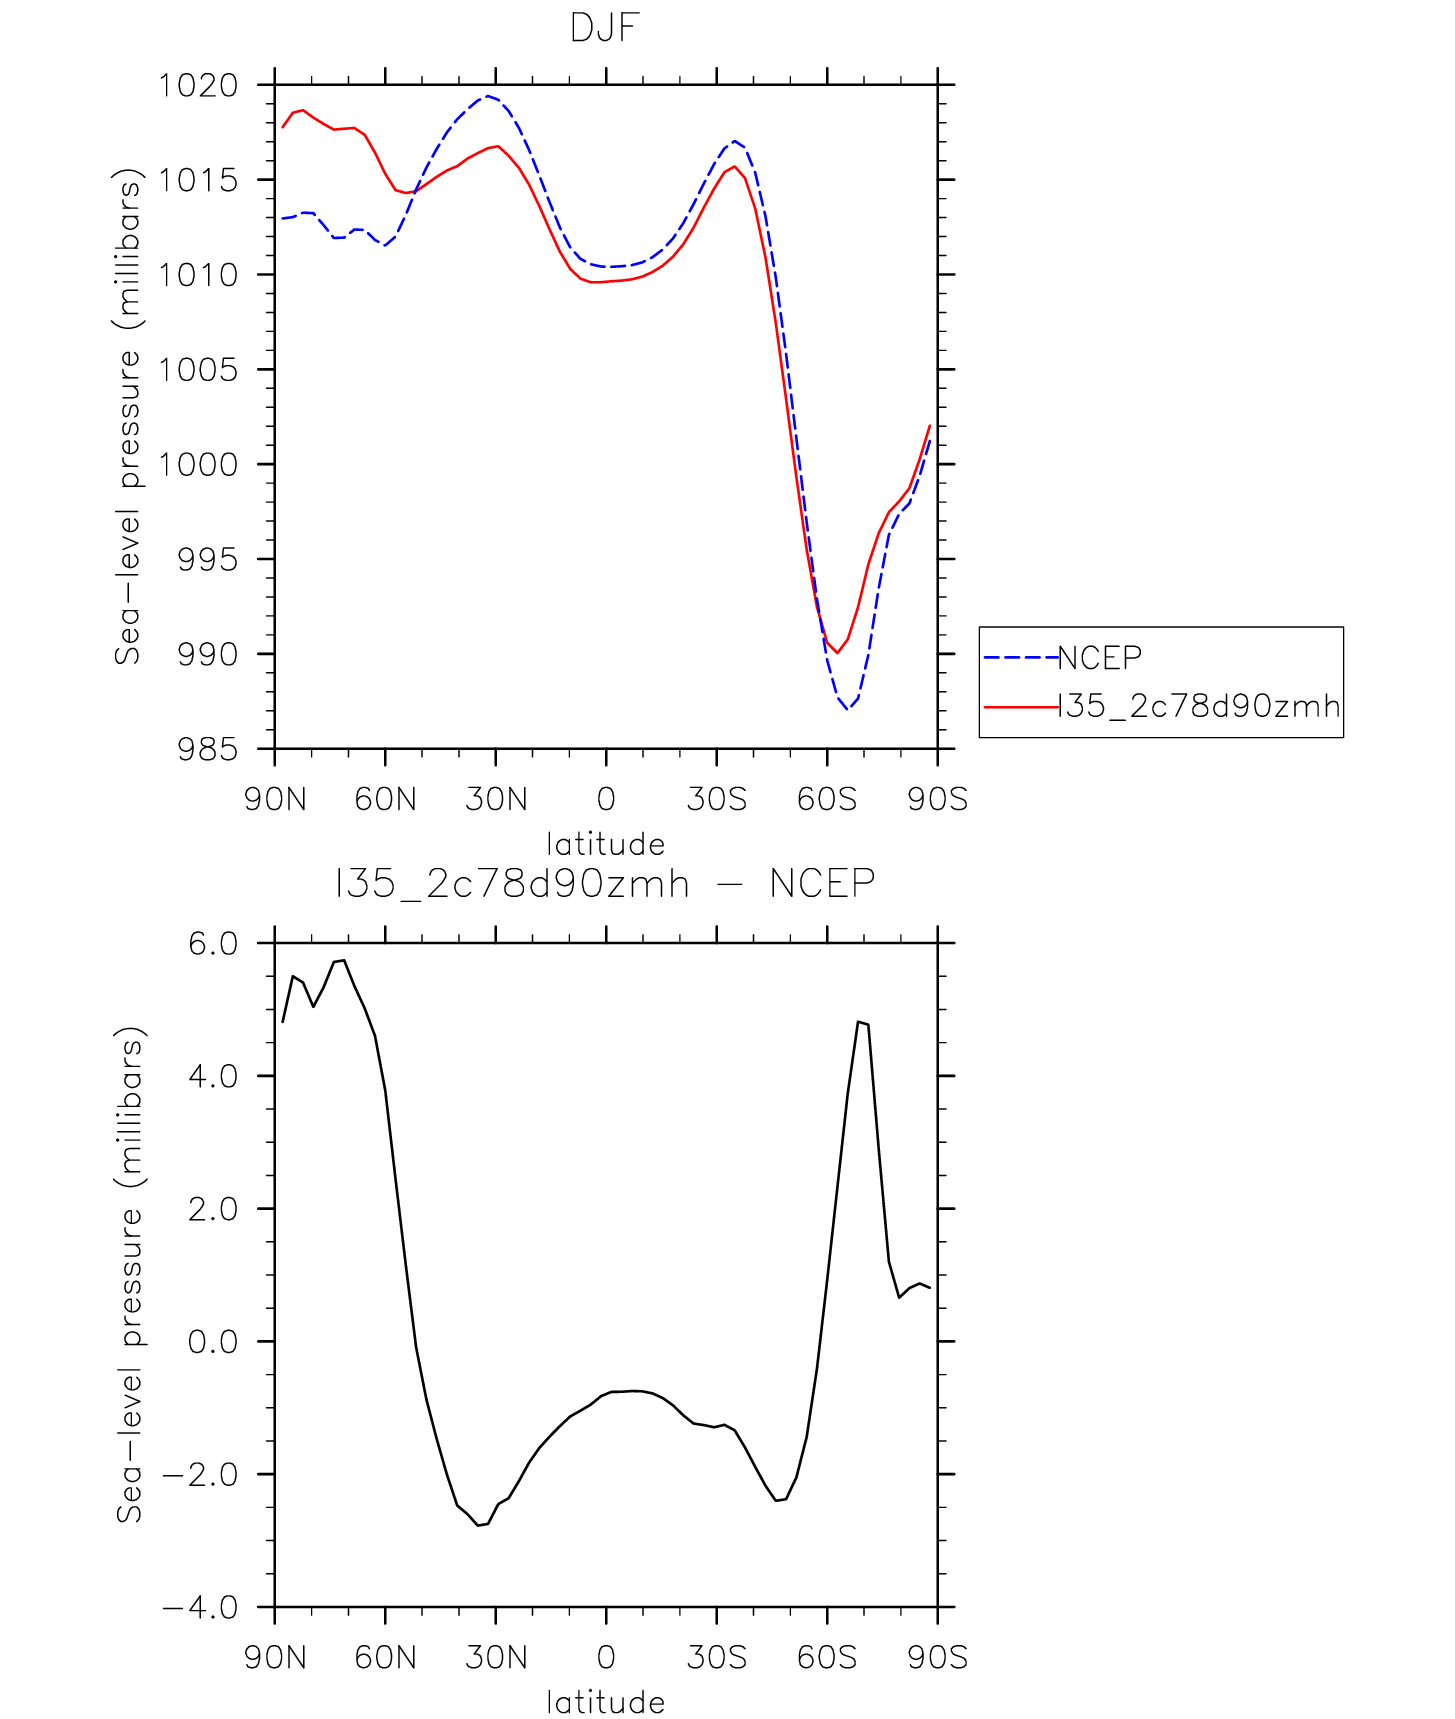 DJF
1020
1015
1010
1005
1000
995
990
985
Sea-level pressure (millibars)
90N 60N 30N 0 30S 60S 90S
latitude
NCEP
I35_2c78d90zmh
I35_2c78d90zmh - NCEP
6.0
4.0
2.0
0.0
-2.0
-4.0
Sea-level pressure (millibars)
90N 60N 30N 0 30S 60S 90S
latitude